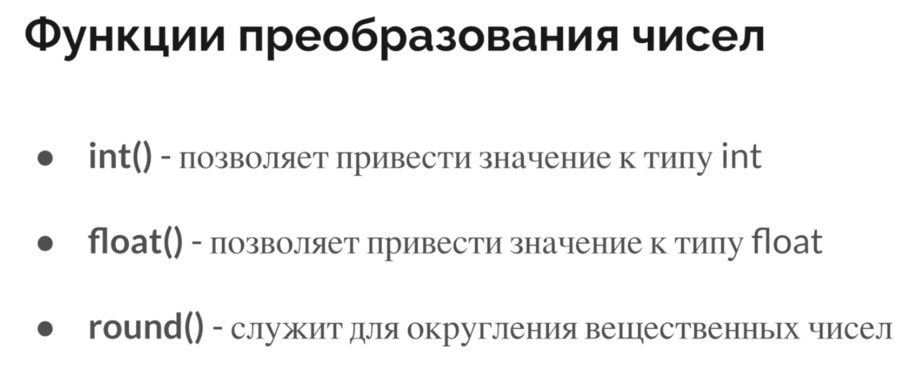 Функции преобразования чисел
● int() - позволяет привести значение к типу int
● float() - позволяет привести значение к типу float
● round() - служит для округления вещественных чисел